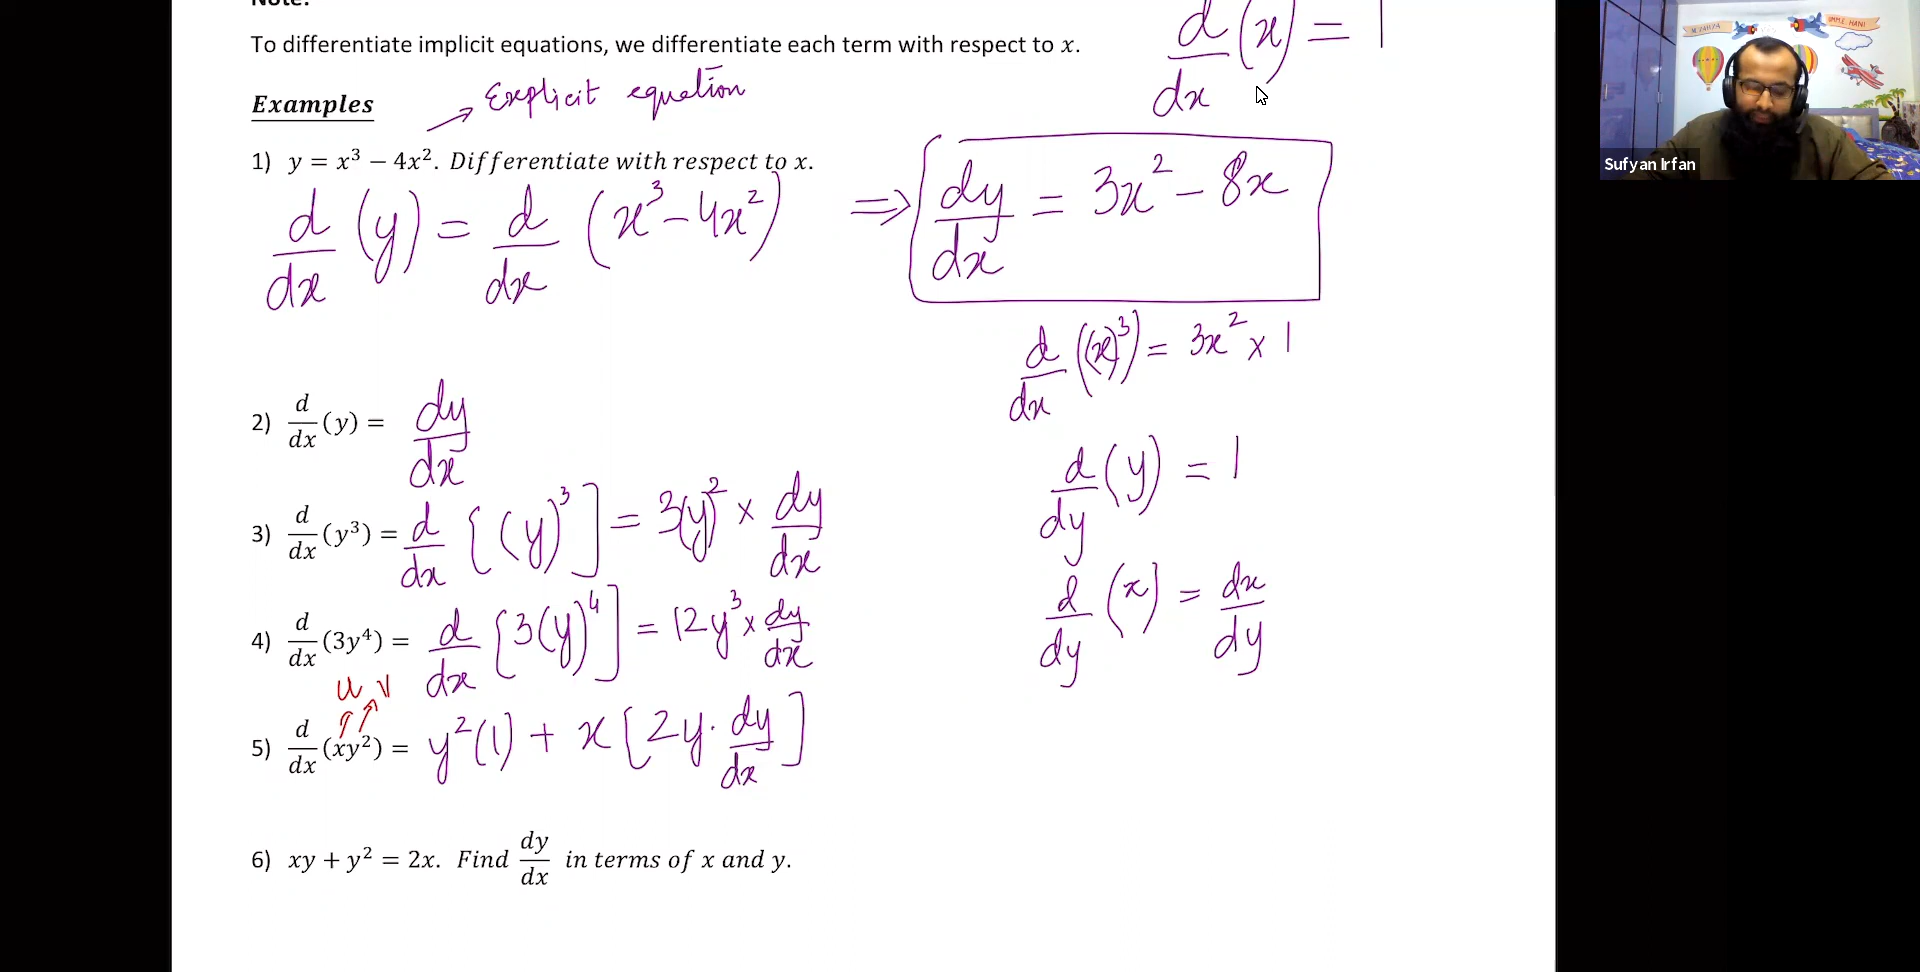 Note:
To differentiate implicit equations, we differentiate each term with respect to x.
d/dx (x) = 1
Examples
→ Explicit equation
1) y = x³ − 4x². Differentiate with respect to x.
d/dx (y) = d/dx (x³ − 4x²) ⇒ dy/dx = 3x² − 8x
d/dx ((x)³) = 3x² × 1
2) d/dx (y) = dy/dx
d/dy (y) = 1
3) d/dx (y³) = d/dx [(y)³] = 3(y)² × dy/dx
d/dy (x) = dx/dy
4) d/dx (3y⁴) = d/dx [3(y)⁴] = 12y³ × dy/dx
u v
5) d/dx (xy²) = y²(1) + x [2y · dy/dx]
6) xy + y² = 2x. Find dy/dx in terms of x and y.
Sufyan Irfan